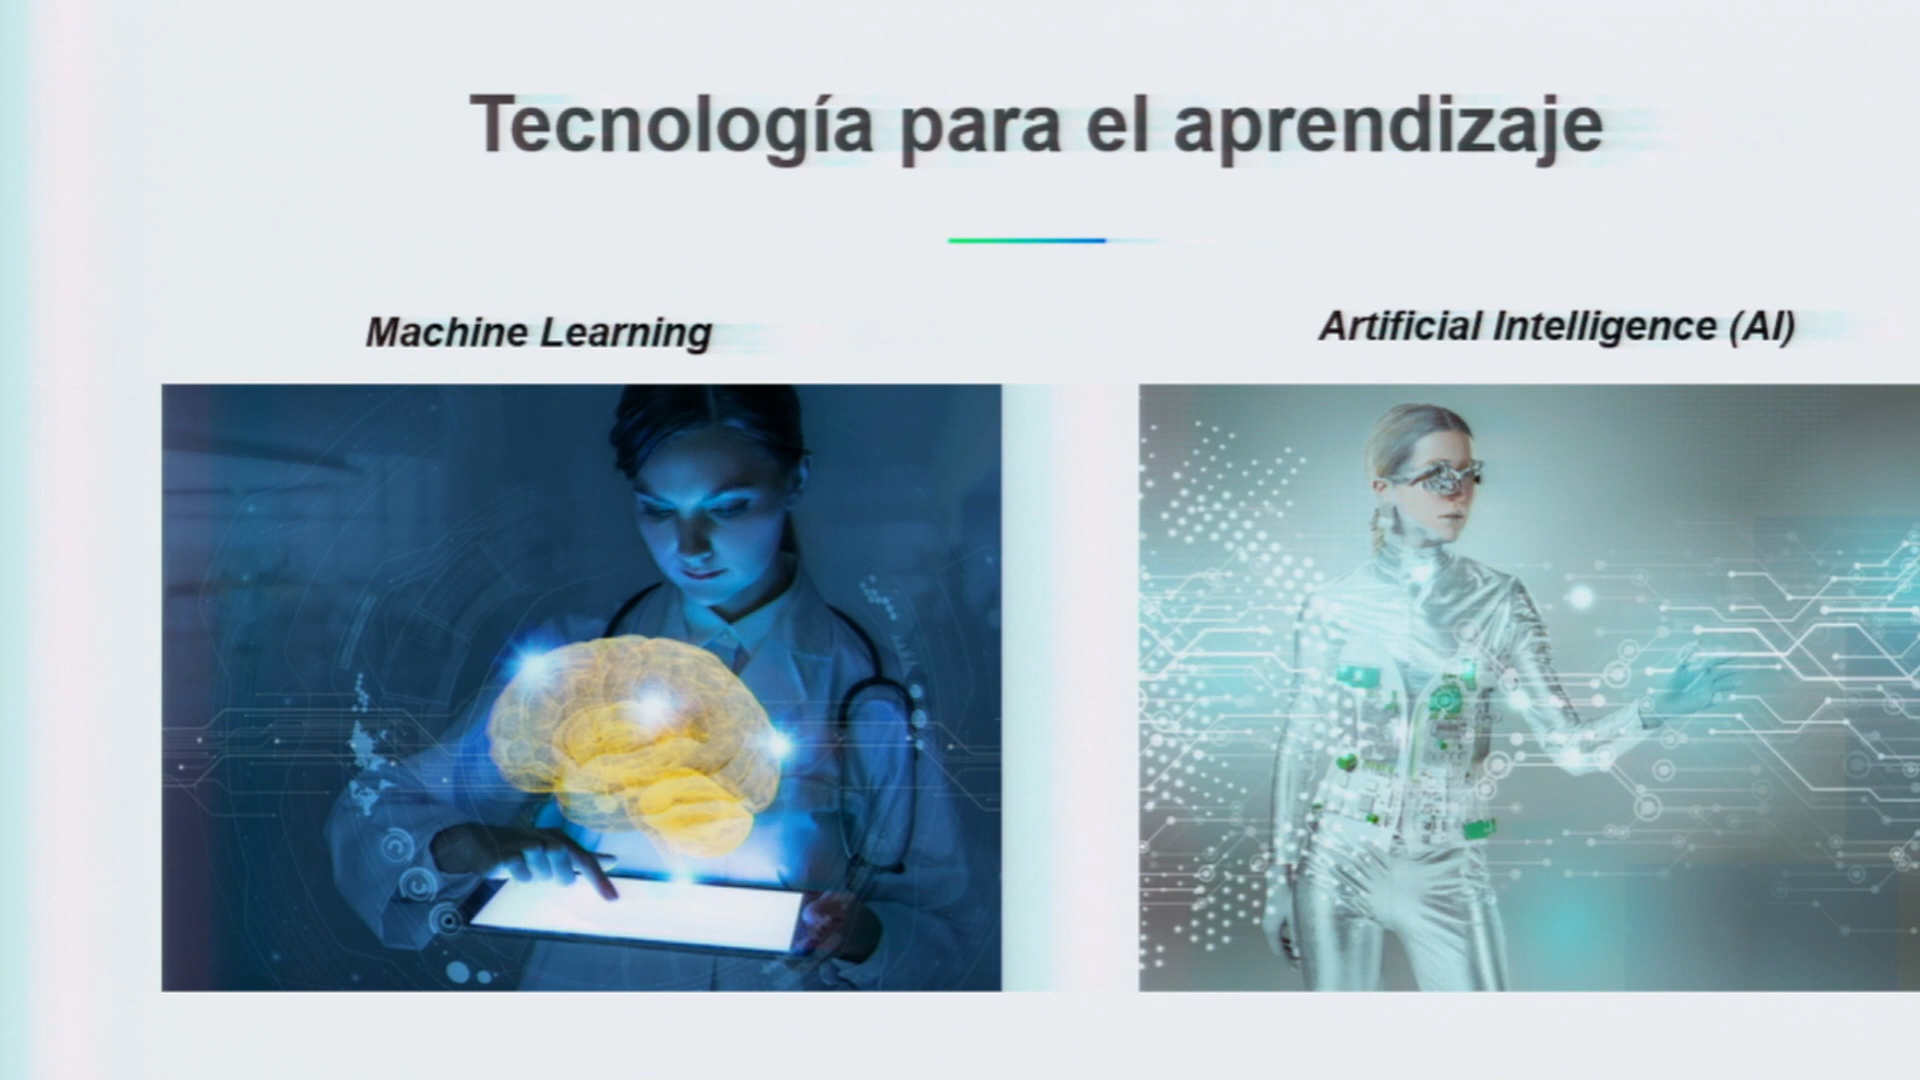 Tecnología para el aprendizaje
Machine Learning
Artificial Intelligence (AI)